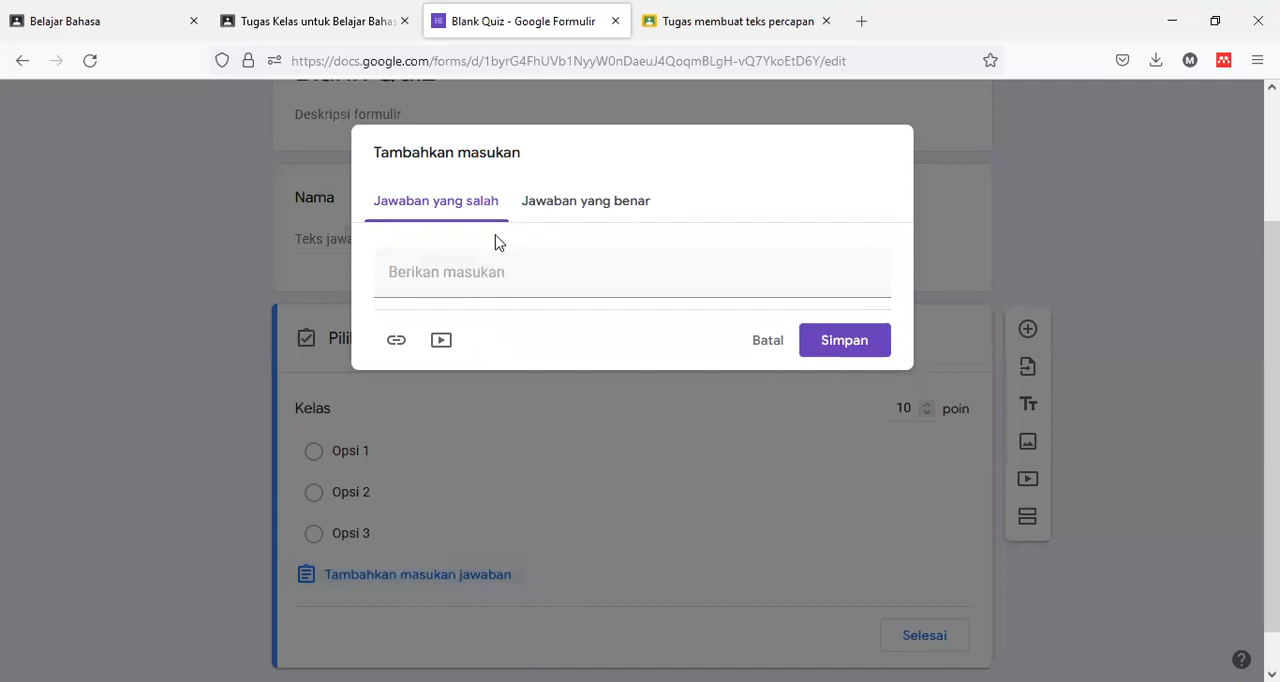 Belajar Bahasa
Tugas Kelas untuk Belajar Bahas
Blank Quiz - Google Formulir
Tugas membuat teks percapan
https://docs.google.com/forms/d/1byrG4FhUVb1NyyW0nDaeuJ4QoqmBLgH-vQ7YkoEtD6Y/edit
M
Blank Quiz
Deskripsi formulir
Tambahkan masukan
Jawaban yang salah
Jawaban yang benar
Nama
Teks jawa
Berikan masukan
Batal
Simpan
Kelas
10 poin
Opsi 1
Opsi 2
Opsi 3
Tambahkan masukan jawaban
Selesai